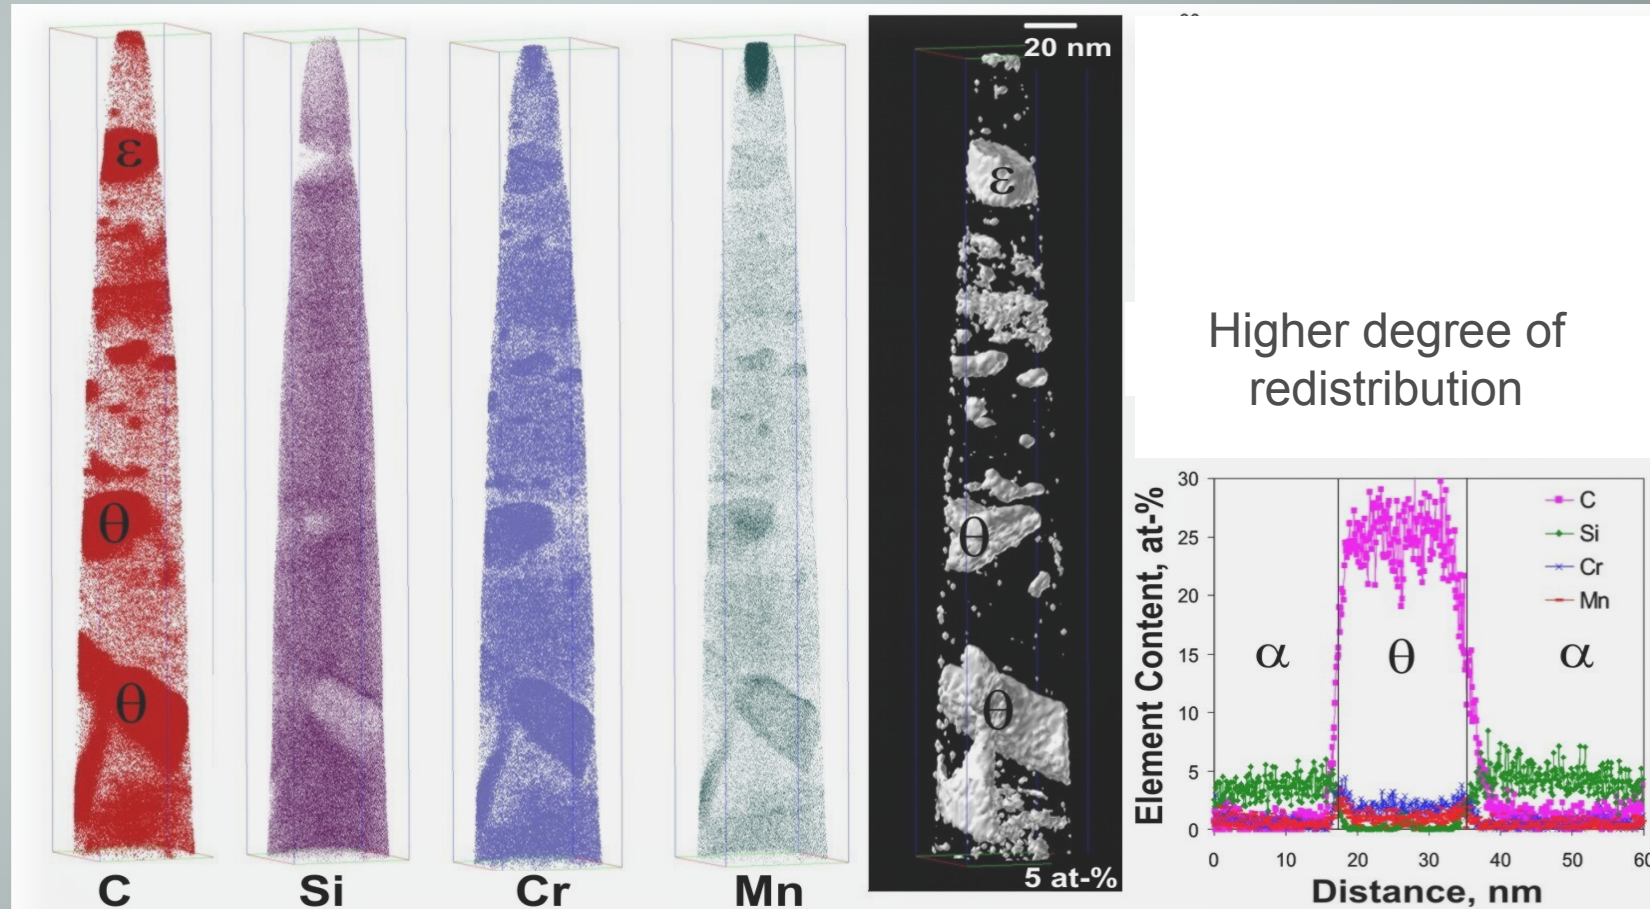 ε
θ
θ
C
Si
Cr
Mn
20 nm
ε
θ
θ
5 at-%
Higher degree of
redistribution
Element Content, at-%
30
25
20
15
10
5
0
α
θ
α
C
Si
Cr
Mn
0 10 20 30 40 50 60
Distance, nm